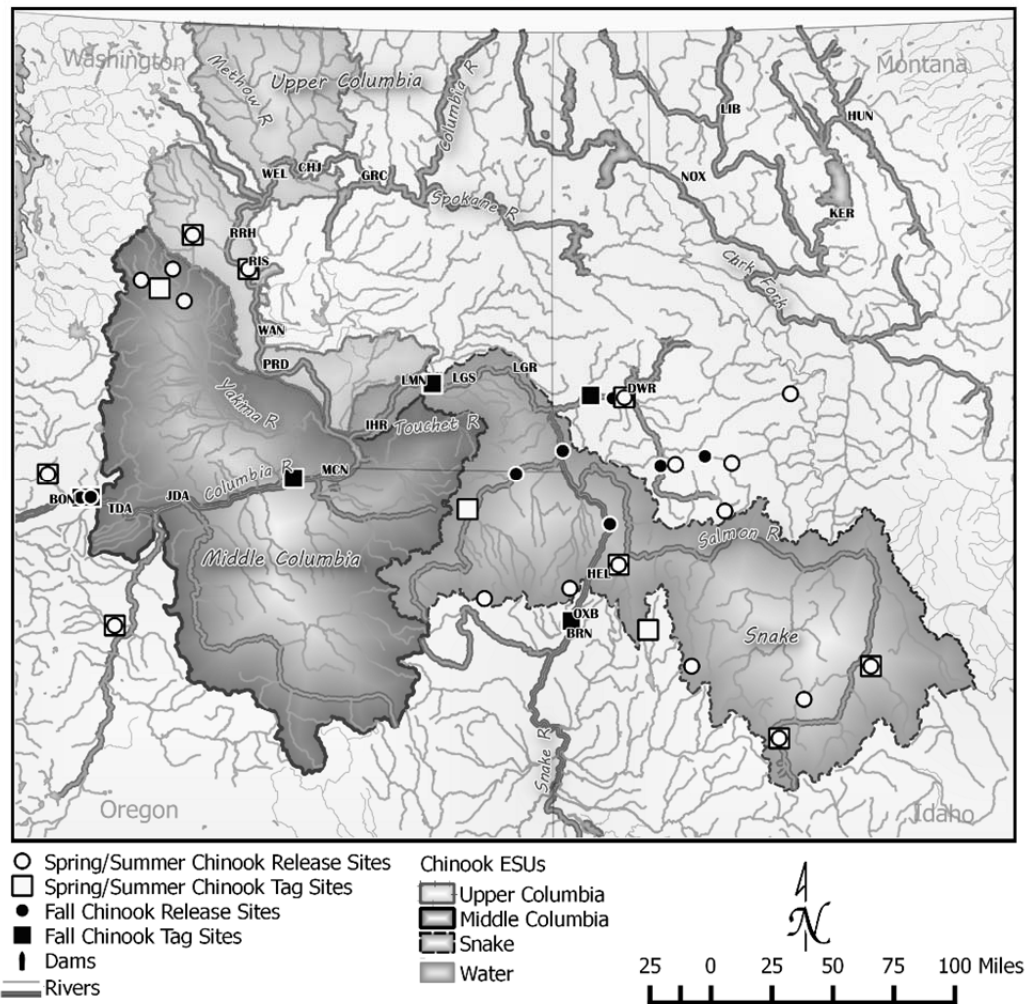 Washington
Methow R
Upper Columbia
Columbia R
Montana
LIB
HUN
WEL
CHJ
GRC
NOX
Spokane R
KER
RRH
RIS
Cark Fork
WAN
PRD
LMN
LGS
LGR
DWR
Yakima R
IHR
Touchet R
Columbia R
MCN
BON
TDA
JDA
Salmon R
Middle Columbia
HEL
OXB
BRN
Snake
Snake R
Oregon
Idaho
Spring/Summer Chinook Release Sites
Spring/Summer Chinook Tag Sites
Fall Chinook Release Sites
Fall Chinook Tag Sites
Dams
Rivers
Chinook ESUs
Upper Columbia
Middle Columbia
Snake
Water
N
25 0 25 50 75 100 Miles